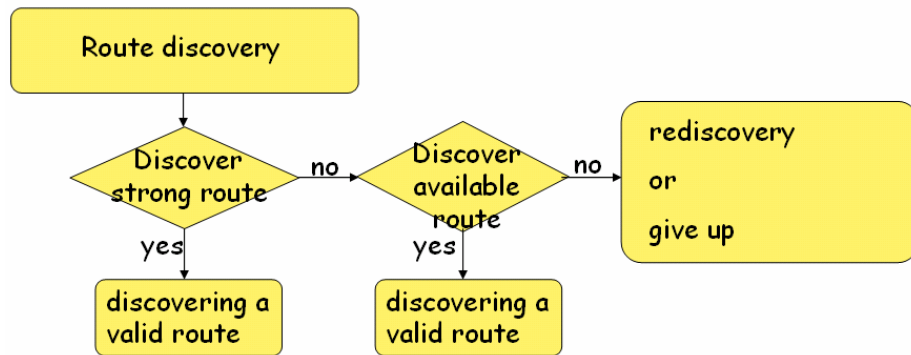 Route discovery
Discover
strong route
no
Discover
available
route
no
rediscovery
or
give up
yes
yes
discovering a
valid route
discovering a
valid route